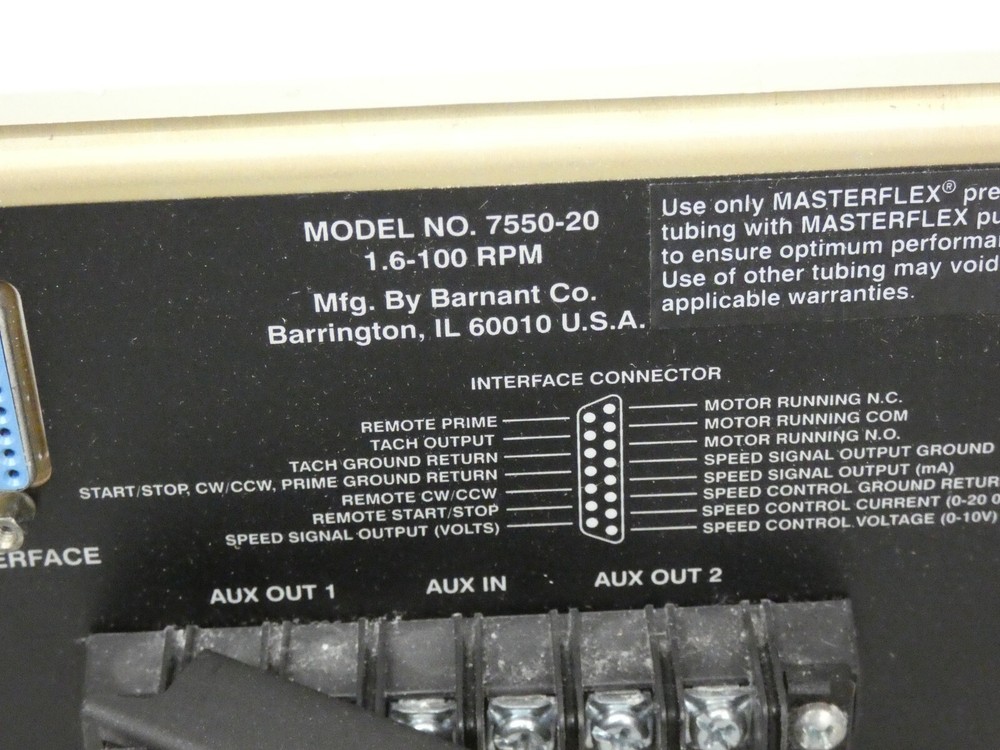 MODEL NO. 7550-20
1.6-100 RPM
Mfg. By Barnant Co.
Barrington, IL 60010 U.S.A.
Use only MASTERFLEX® pre
tubing with MASTERFLEX pu
to ensure optimum performa
Use of other tubing may void
applicable warranties.
INTERFACE CONNECTOR
REMOTE PRIME
TACH OUTPUT
TACH GROUND RETURN
START/STOP, CW/CCW, PRIME GROUND RETURN
REMOTE CW/CCW
REMOTE START/STOP
SPEED SIGNAL OUTPUT (VOLTS)
MOTOR RUNNING N.C.
MOTOR RUNNING COM
MOTOR RUNNING N.O.
SPEED SIGNAL OUTPUT GROUND
SPEED SIGNAL OUTPUT (mA)
SPEED CONTROL GROUND RETUR
SPEED CONTROL CURRENT (0-20 
SPEED CONTROL VOLTAGE (0-10V)
ERFACE
AUX OUT 1
AUX IN
AUX OUT 2